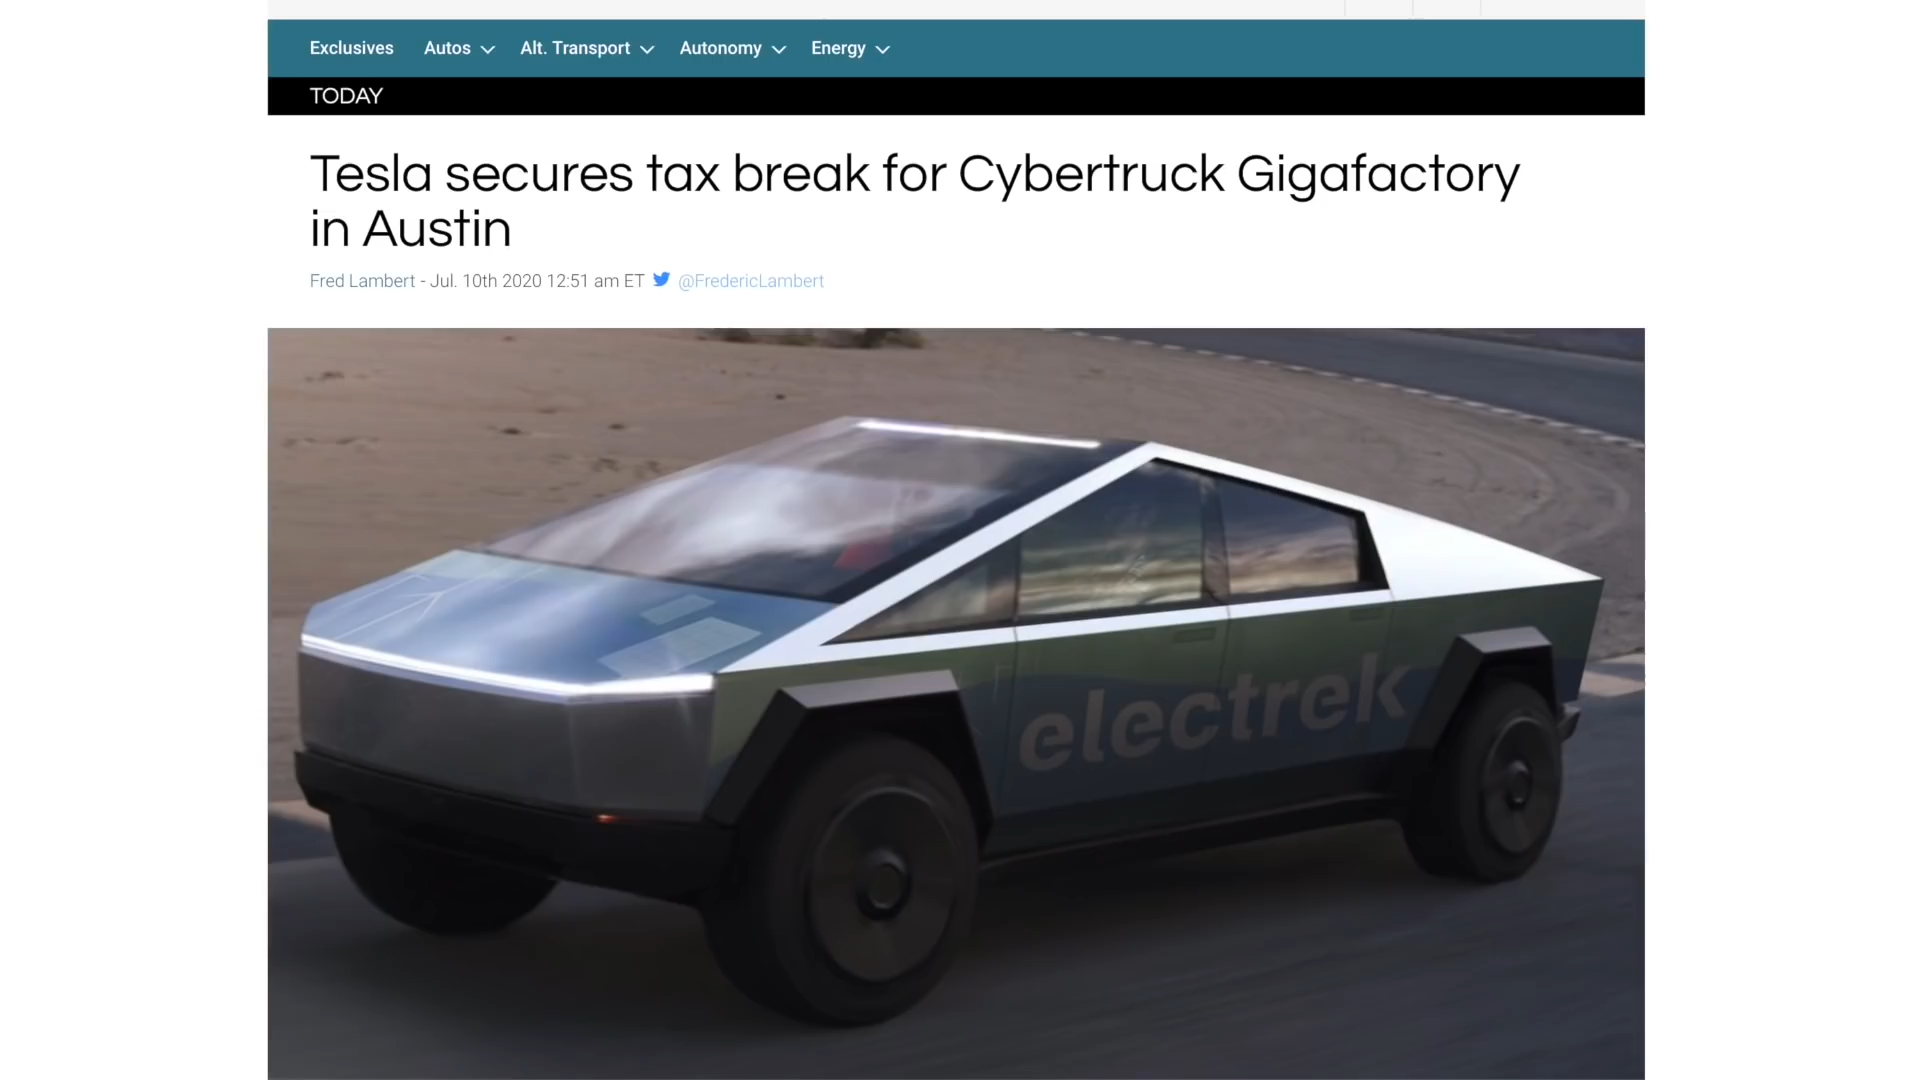 Exclusives Autos Alt. Transport Autonomy Energy
TODAY
Tesla secures tax break for Cybertruck Gigafactory
in Austin
Fred Lambert - Jul. 10th 2020 12:51 am ET @FredericLambert
electrek